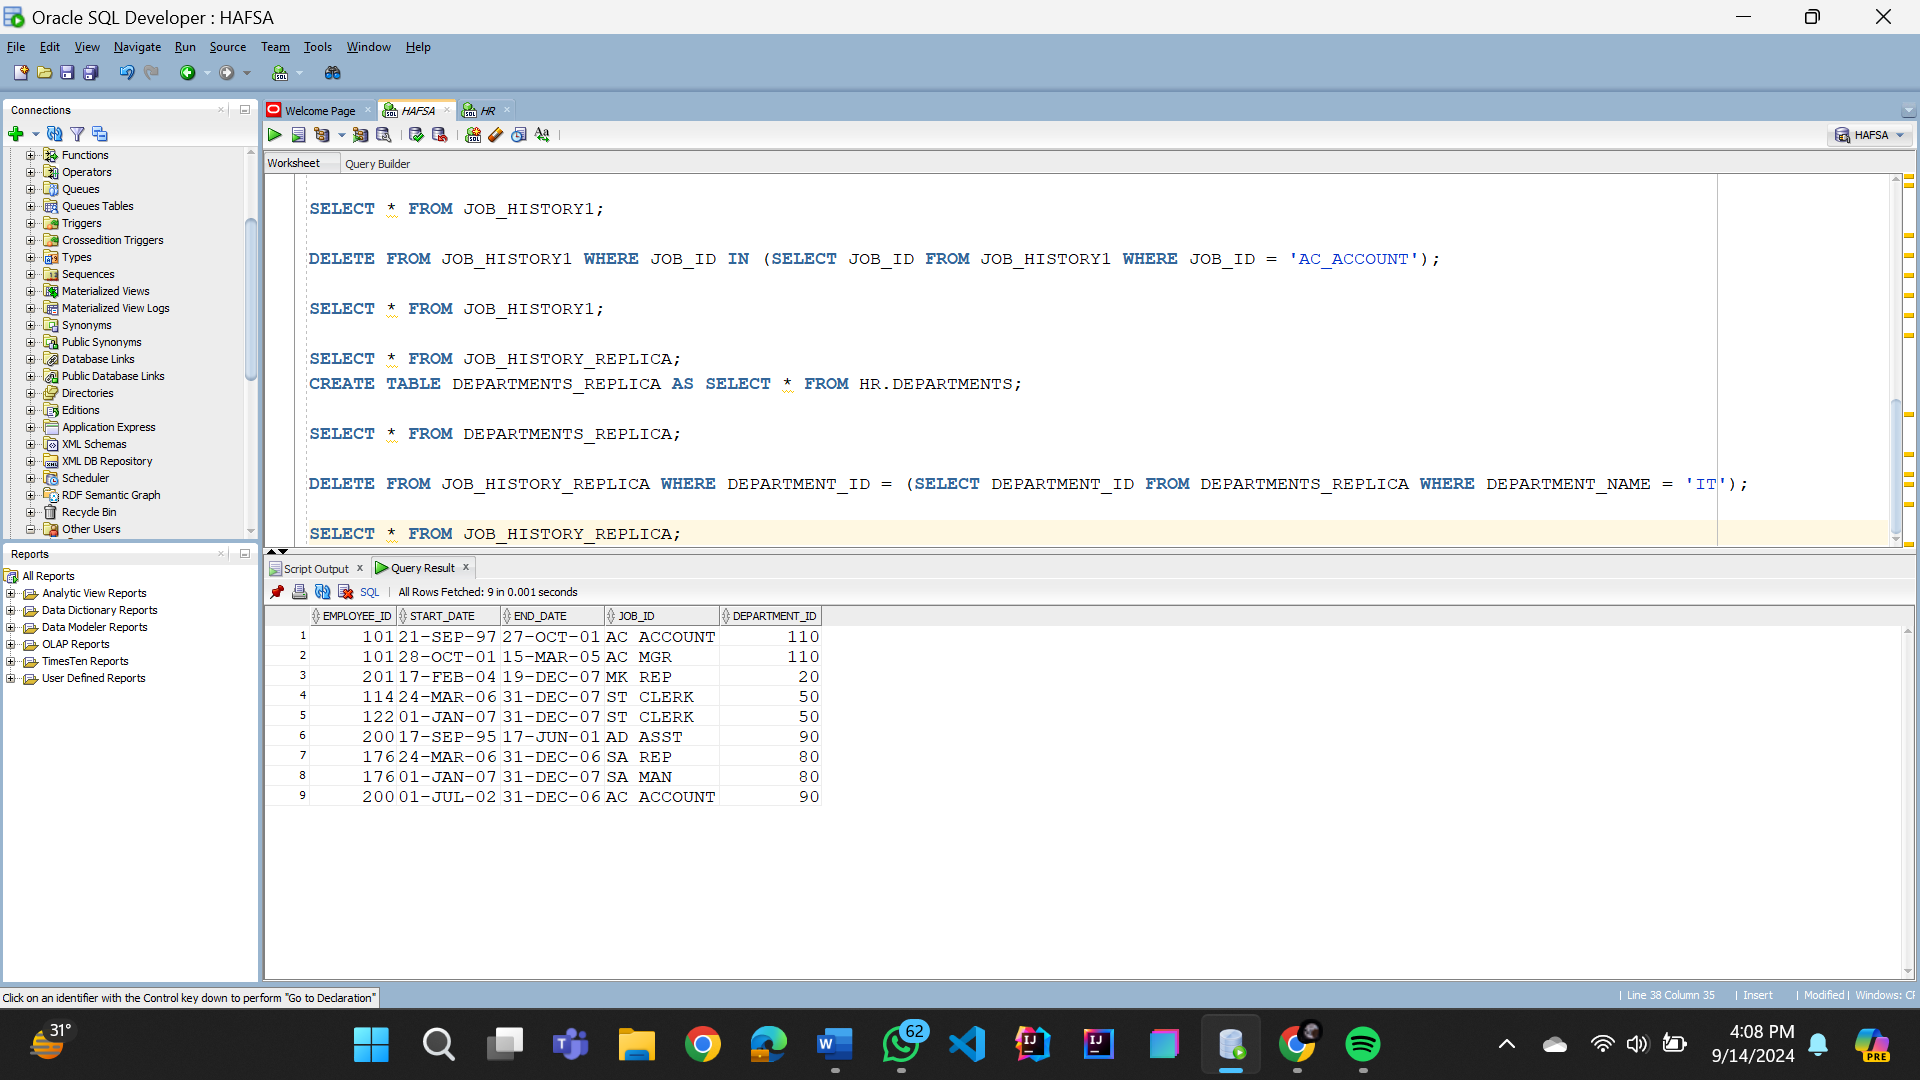 Oracle SQL Developer : HAFSA
File Edit View Navigate Run Source Team Tools Window Help
Connections
Welcome Page HAFSA HR
HAFSA
Worksheet Query Builder
Functions
Operators
Queues
Queues Tables
Triggers
Crossedition Triggers
Types
Sequences
Materialized Views
Materialized View Logs
Synonyms
Public Synonyms
Database Links
Public Database Links
Directories
Editions
Application Express
XML Schemas
XML DB Repository
Scheduler
RDF Semantic Graph
Recycle Bin
Other Users
SELECT * FROM JOB_HISTORY1;
DELETE FROM JOB_HISTORY1 WHERE JOB_ID IN (SELECT JOB_ID FROM JOB_HISTORY1 WHERE JOB_ID = 'AC_ACCOUNT');
SELECT * FROM JOB_HISTORY1;
SELECT * FROM JOB_HISTORY_REPLICA;
CREATE TABLE DEPARTMENTS_REPLICA AS SELECT * FROM HR.DEPARTMENTS;
SELECT * FROM DEPARTMENTS_REPLICA;
DELETE FROM JOB_HISTORY_REPLICA WHERE DEPARTMENT_ID = (SELECT DEPARTMENT_ID FROM DEPARTMENTS_REPLICA WHERE DEPARTMENT_NAME = 'IT');
SELECT * FROM JOB_HISTORY_REPLICA;
Reports
All Reports
Analytic View Reports
Data Dictionary Reports
Data Modeler Reports
OLAP Reports
TimesTen Reports
User Defined Reports
Script Output Query Result
SQL All Rows Fetched: 9 in 0.001 seconds
EMPLOYEE_ID START_DATE END_DATE JOB_ID DEPARTMENT_ID
1 101 21-SEP-97 27-OCT-01 AC ACCOUNT 110
2 101 28-OCT-01 15-MAR-05 AC MGR 110
3 201 17-FEB-04 19-DEC-07 MK REP 20
4 114 24-MAR-06 31-DEC-07 ST CLERK 50
5 122 01-JAN-07 31-DEC-07 ST CLERK 50
6 200 17-SEP-95 17-JUN-01 AD ASST 90
7 176 24-MAR-06 31-DEC-06 SA REP 80
8 176 01-JAN-07 31-DEC-07 SA MAN 80
9 200 01-JUL-02 31-DEC-06 AC ACCOUNT 90
Click on an identifier with the Control key down to perform "Go to Declaration"
Line 38 Column 35 Insert Modified Windows: CF
31°
62
4:08 PM
9/14/2024
PRE